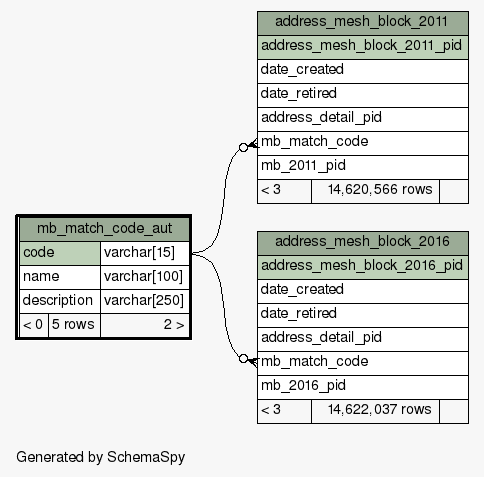 address_mesh_block_2011
address_mesh_block_2011_pid
date_created
date_retired
address_detail_pid
mb_match_code
mb_2011_pid
< 3 14,620,566 rows
mb_match_code_aut
code varchar[15]
name varchar[100]
description varchar[250]
< 0 5 rows 2 >
address_mesh_block_2016
address_mesh_block_2016_pid
date_created
date_retired
address_detail_pid
mb_match_code
mb_2016_pid
< 3 14,622,037 rows
Generated by SchemaSpy